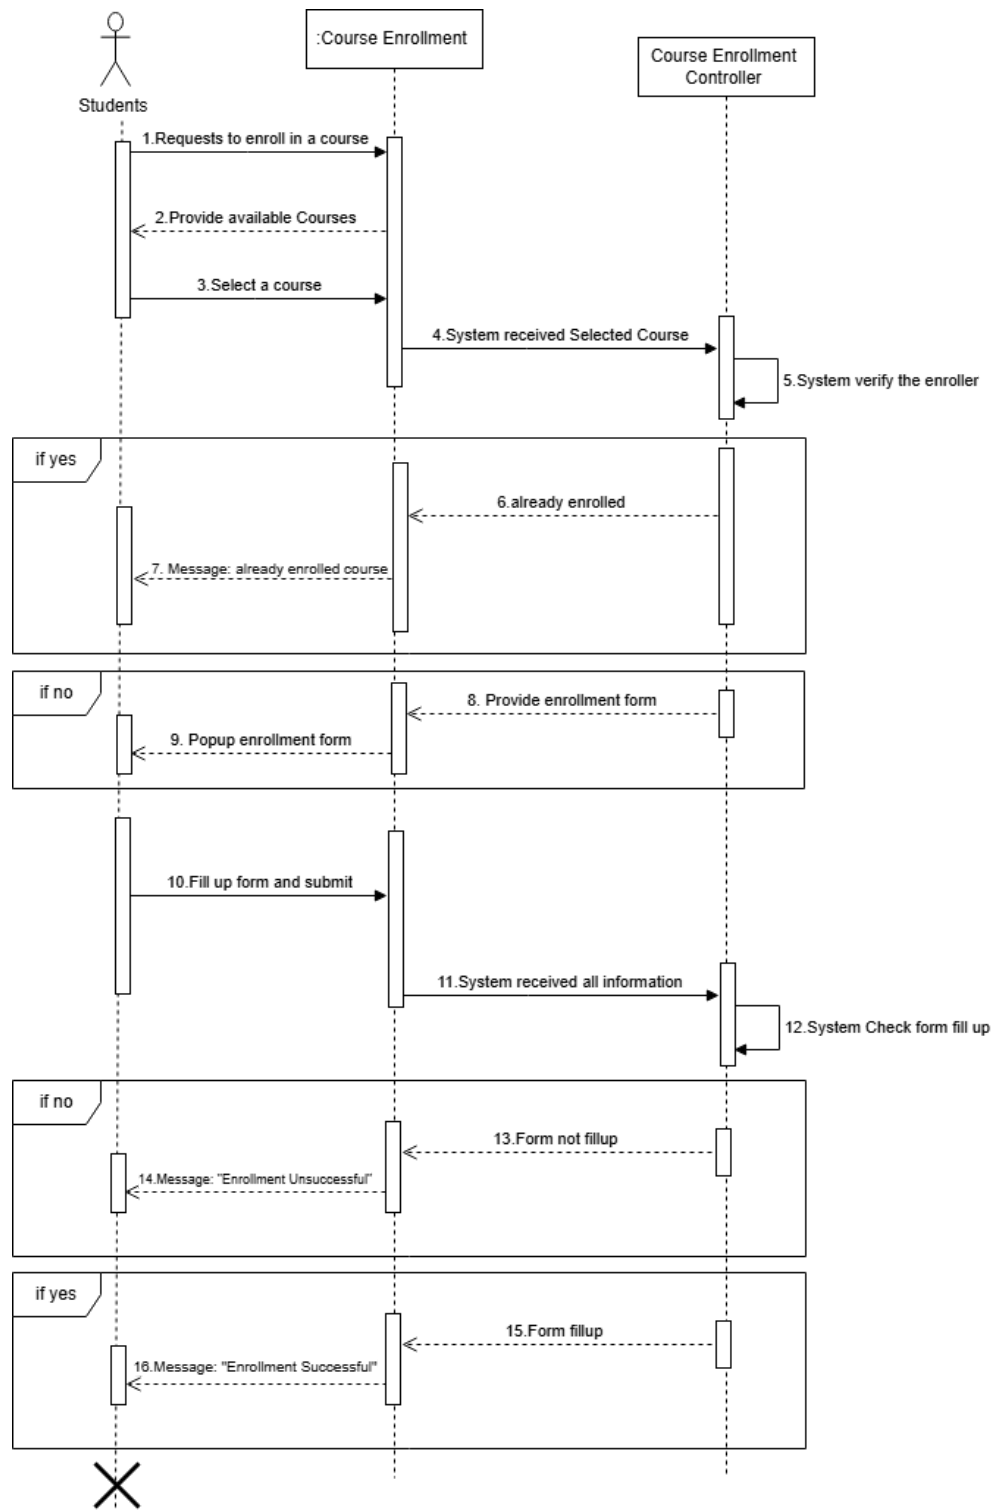 :Course Enrollment
Course Enrollment
Controller
Students
1.Requests to enroll in a course
2.Provide available Courses
3.Select a course
4.System received Selected Course
5.System verify the enroller
if yes
6.already enrolled
7. Message: already enrolled course
if no
8. Provide enrollment form
9. Popup enrollment form
10.Fill up form and submit
11.System received all information
12.System Check form fill up
if no
13.Form not fillup
14.Message: "Enrollment Unsuccessful"
if yes
15.Form fillup
16.Message: "Enrollment Successful"